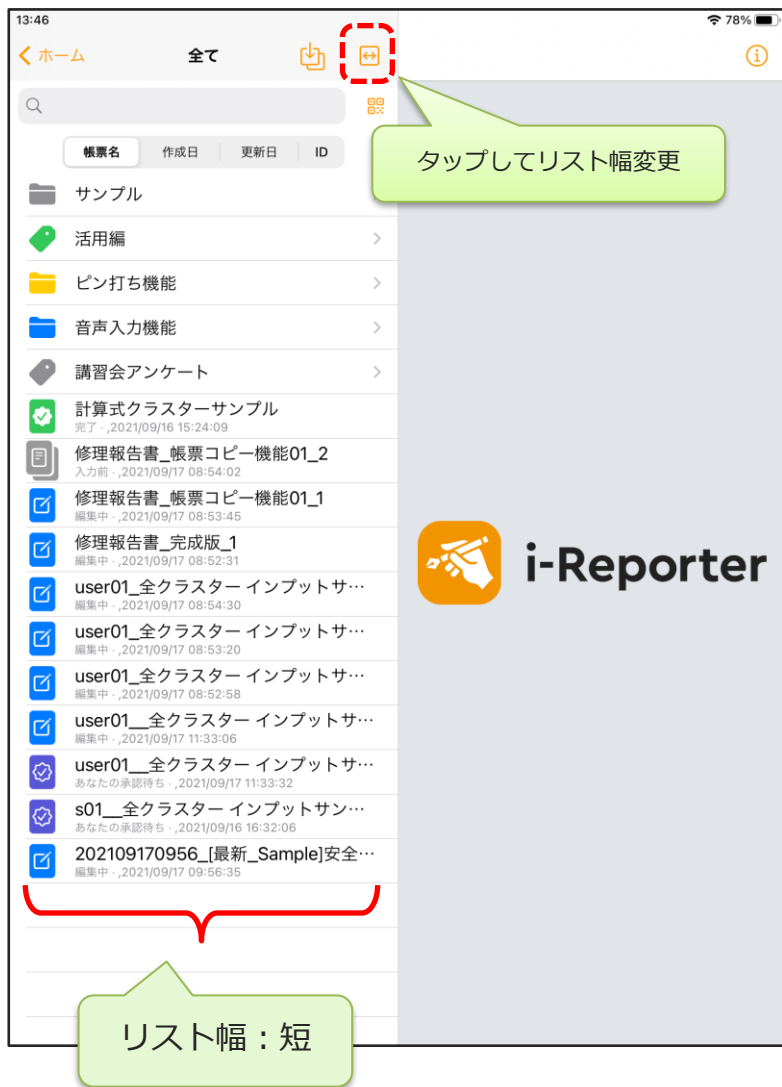 13:46
78%
ホーム
全て
タップしてリスト幅変更
帳票名 作成日 更新日 ID
サンプル
活用編
ピン打ち機能
音声入力機能
講習会アンケート
計算式クラスターサンプル
完了 · ,2021/09/16 15:24:09
修理報告書_帳票コピー機能01_2
入力前 · ,2021/09/17 08:54:02
修理報告書_帳票コピー機能01_1
編集中 · ,2021/09/17 08:53:45
修理報告書_完成版_1
編集中 · ,2021/09/17 08:52:31
i-Reporter
user01_全クラスター インプットサ…
編集中 · ,2021/09/17 08:54:30
user01_全クラスター インプットサ…
編集中 · ,2021/09/17 08:53:20
user01_全クラスター インプットサ…
編集中 · ,2021/09/17 08:52:58
user01__全クラスター インプットサ…
編集中 · ,2021/09/17 11:33:06
user01__全クラスター インプットサ…
あなたの承認待ち · ,2021/09/17 11:33:32
s01__全クラスター インプットサン…
あなたの承認待ち · ,2021/09/16 16:32:06
202109170956_[最新_Sample]安全…
編集中 · ,2021/09/17 09:56:35
リスト幅：短